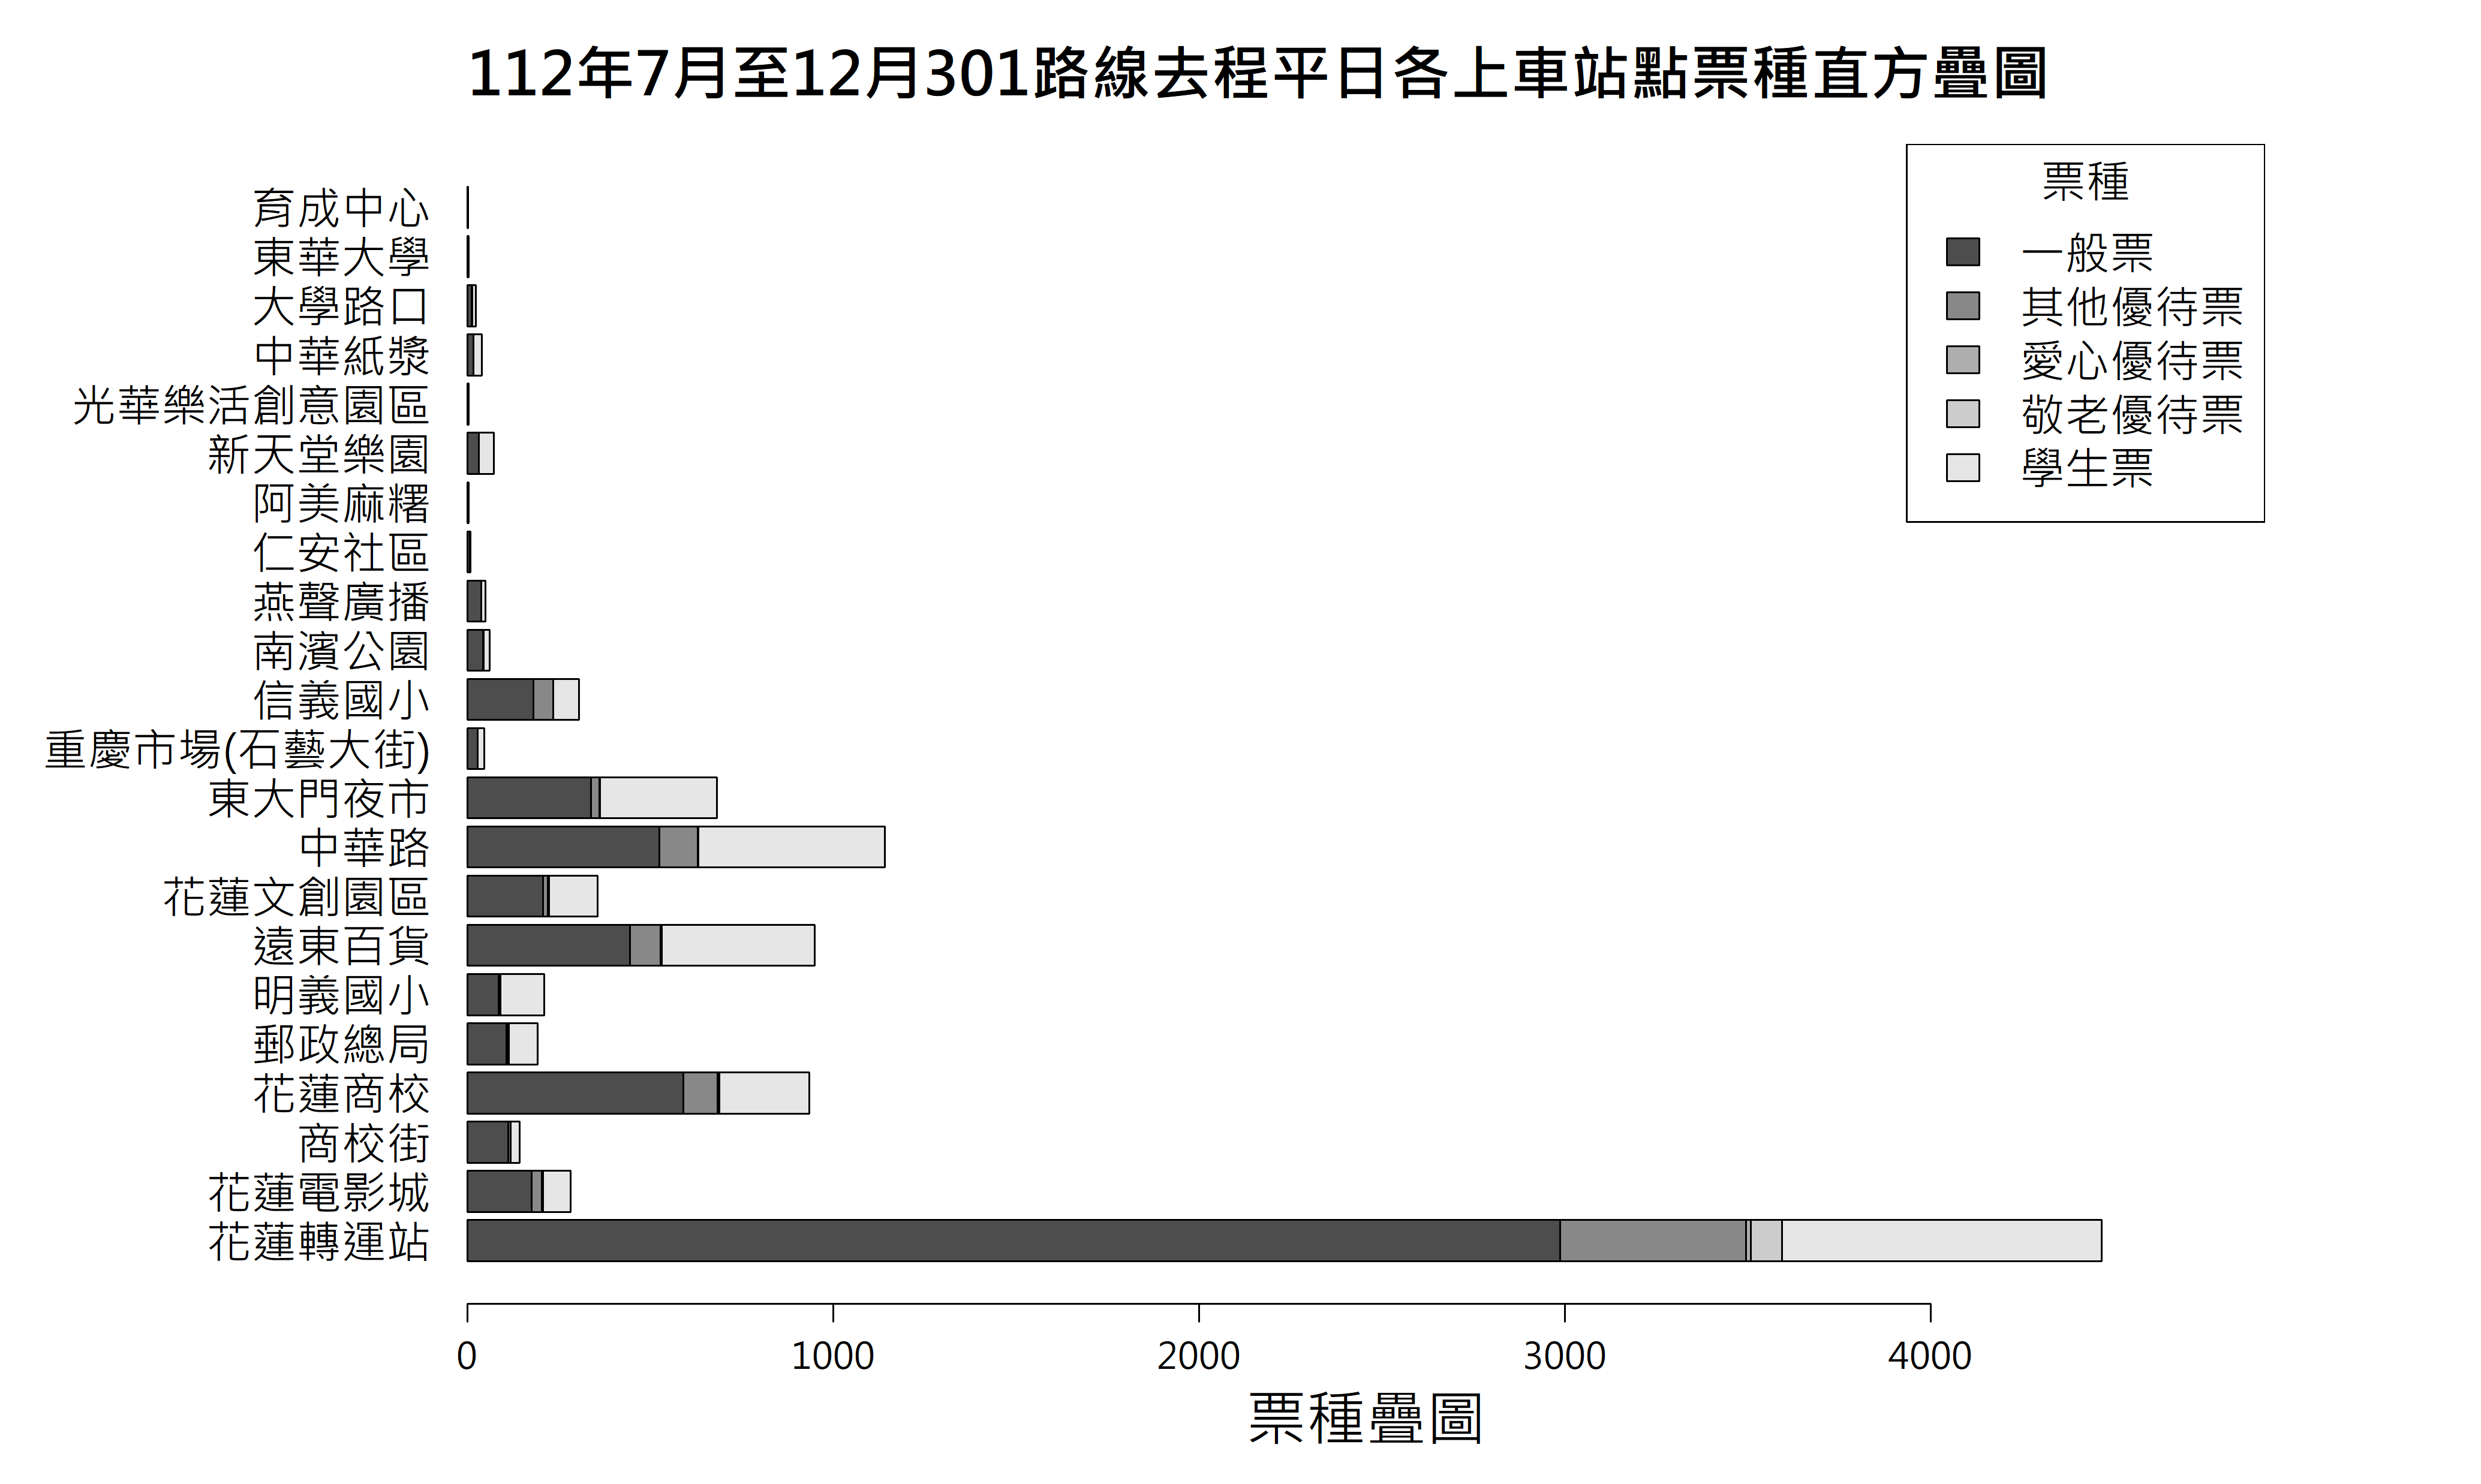 112年7月至12月301路線去程平日各上車站點票種直方疊圖
票種
一般票
其他優待票
愛心優待票
敬老優待票
學生票
育成中心
東華大學
大學路口
中華紙漿
光華樂活創意園區
新天堂樂園
阿美麻糬
仁安社區
燕聲廣播
南濱公園
信義國小
重慶市場(石藝大街)
東大門夜市
中華路
花蓮文創園區
遠東百貨
明義國小
郵政總局
花蓮商校
商校街
花蓮電影城
花蓮轉運站
0 1000 2000 3000 4000
票種疊圖